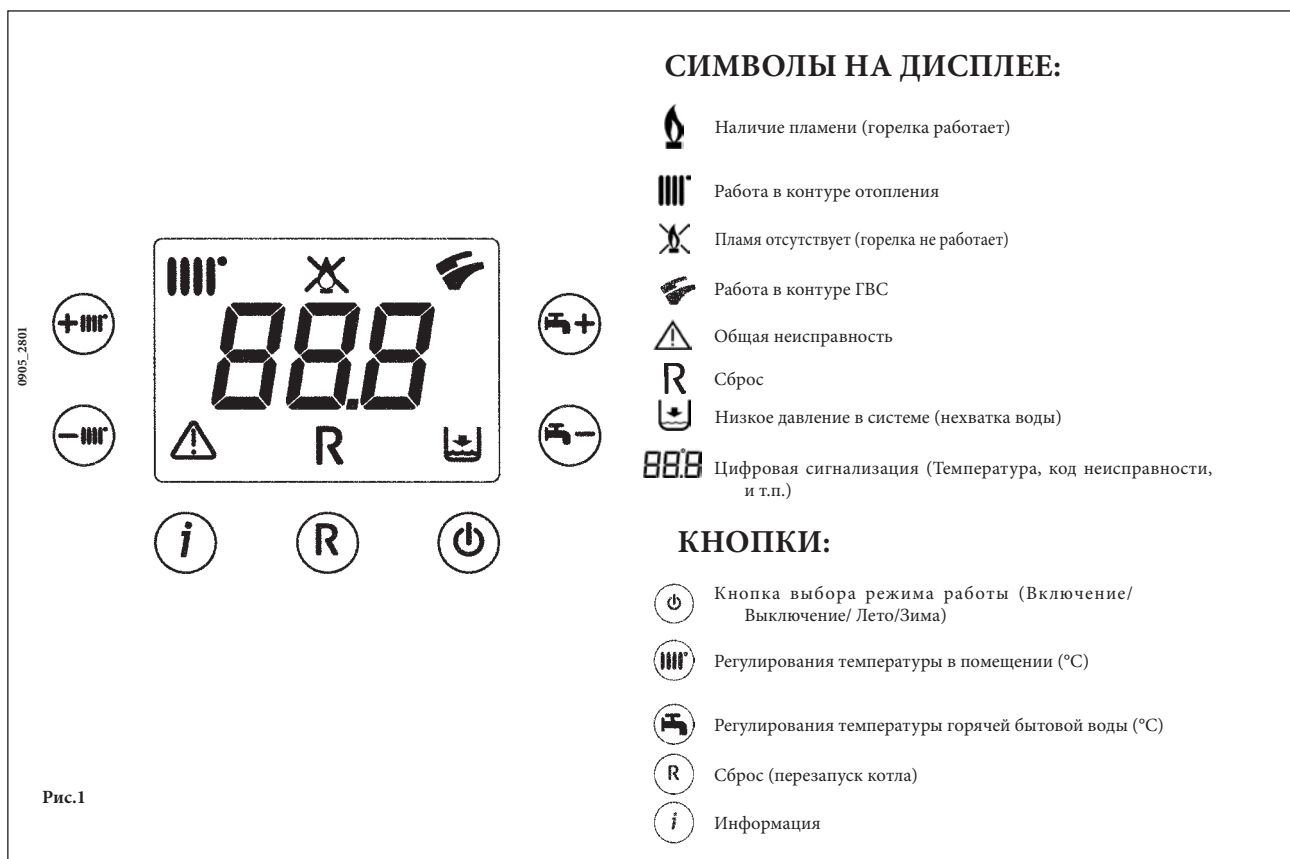 СИМВОЛЫ НА ДИСПЛЕЕ:
Наличие пламени (горелка работает)
Работа в контуре отопления
Пламя отсутствует (горелка не работает)
Работа в контуре ГВС
Общая неисправность
R Сброс
Низкое давление в системе (нехватка воды)
88.8 Цифровая сигнализация (Температура, код неисправности,
и т.п.)
КНОПКИ:
Кнопка выбора режима работы (Включение/
Выключение/ Лето/Зима)
Регулирования температуры в помещении (°C)
Регулирования температуры горячей бытовой воды (°C)
R Сброс (перезапуск котла)
i Информация
0905_2801
+
+
88.8
−
−
R
i
R
Рис.1